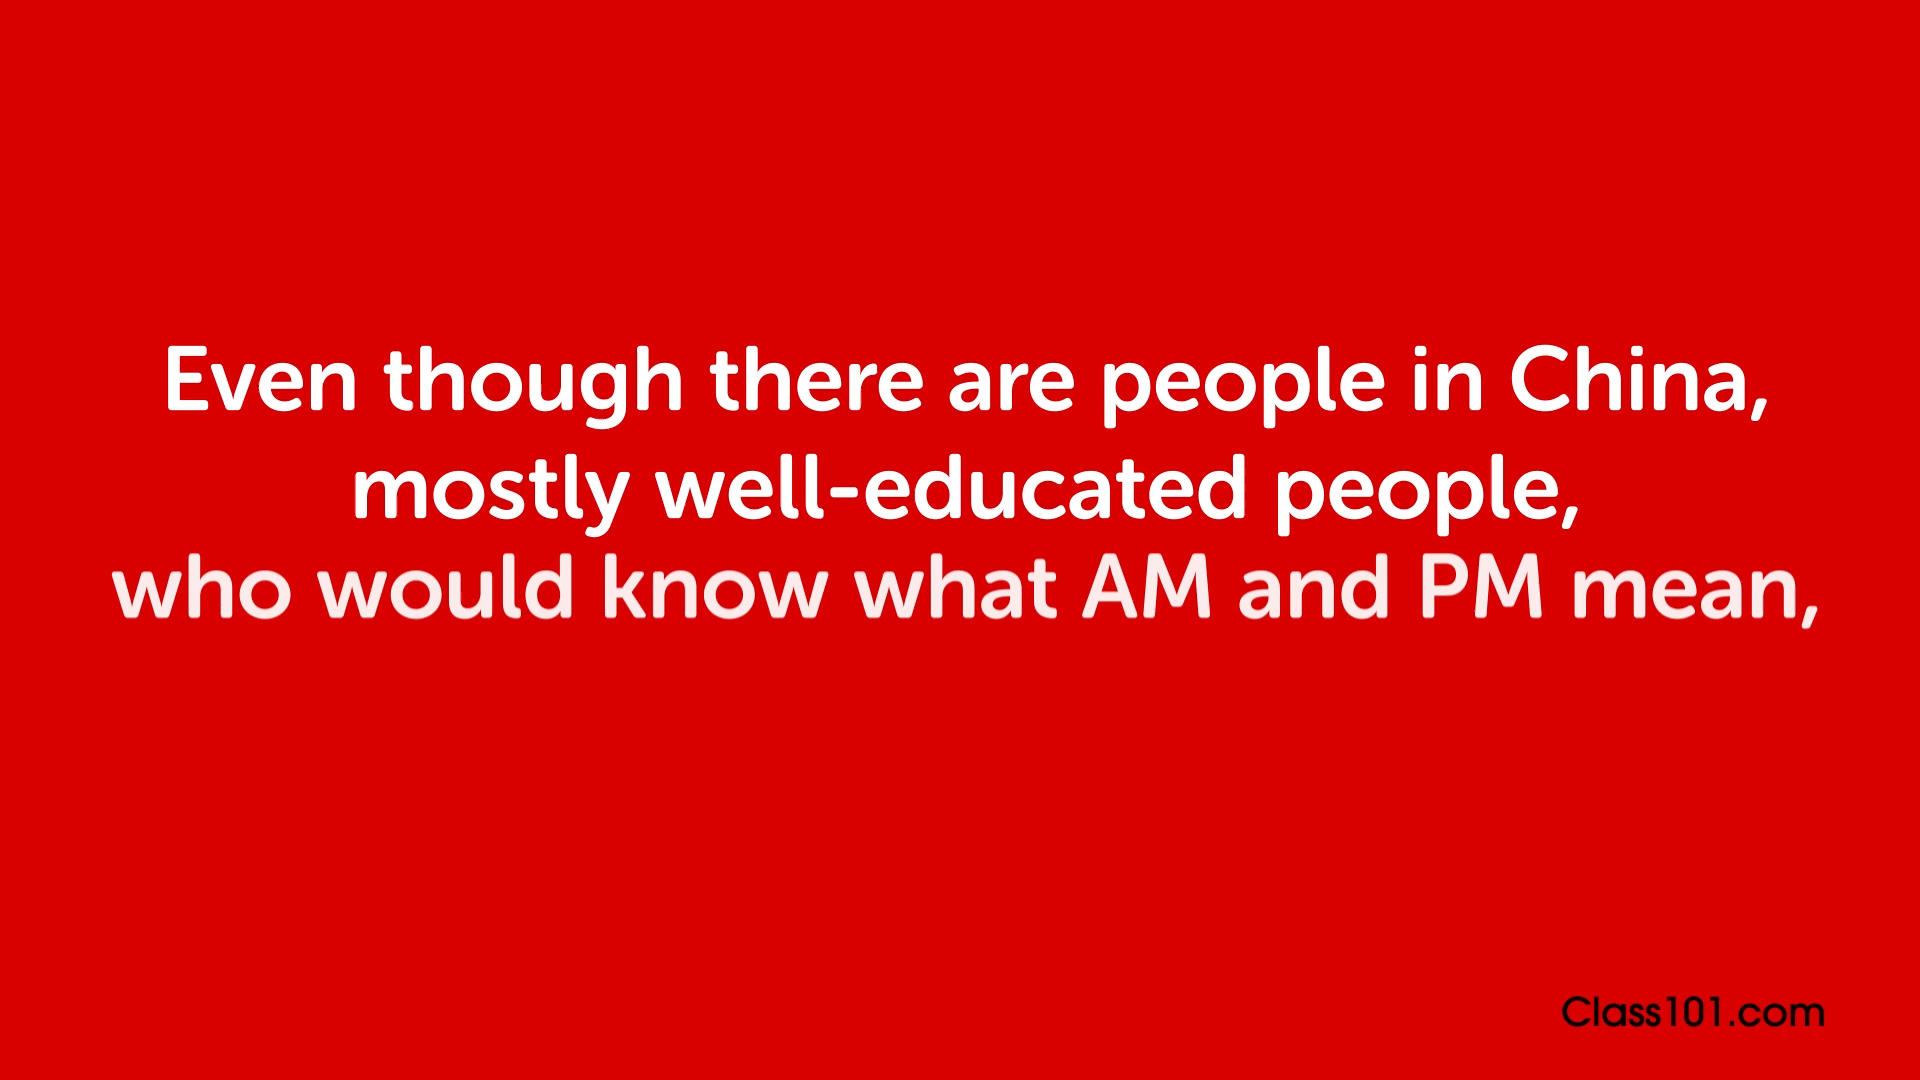 Even though there are people in China,
mostly well-educated people,
who would know what AM and PM mean,
Class101.com